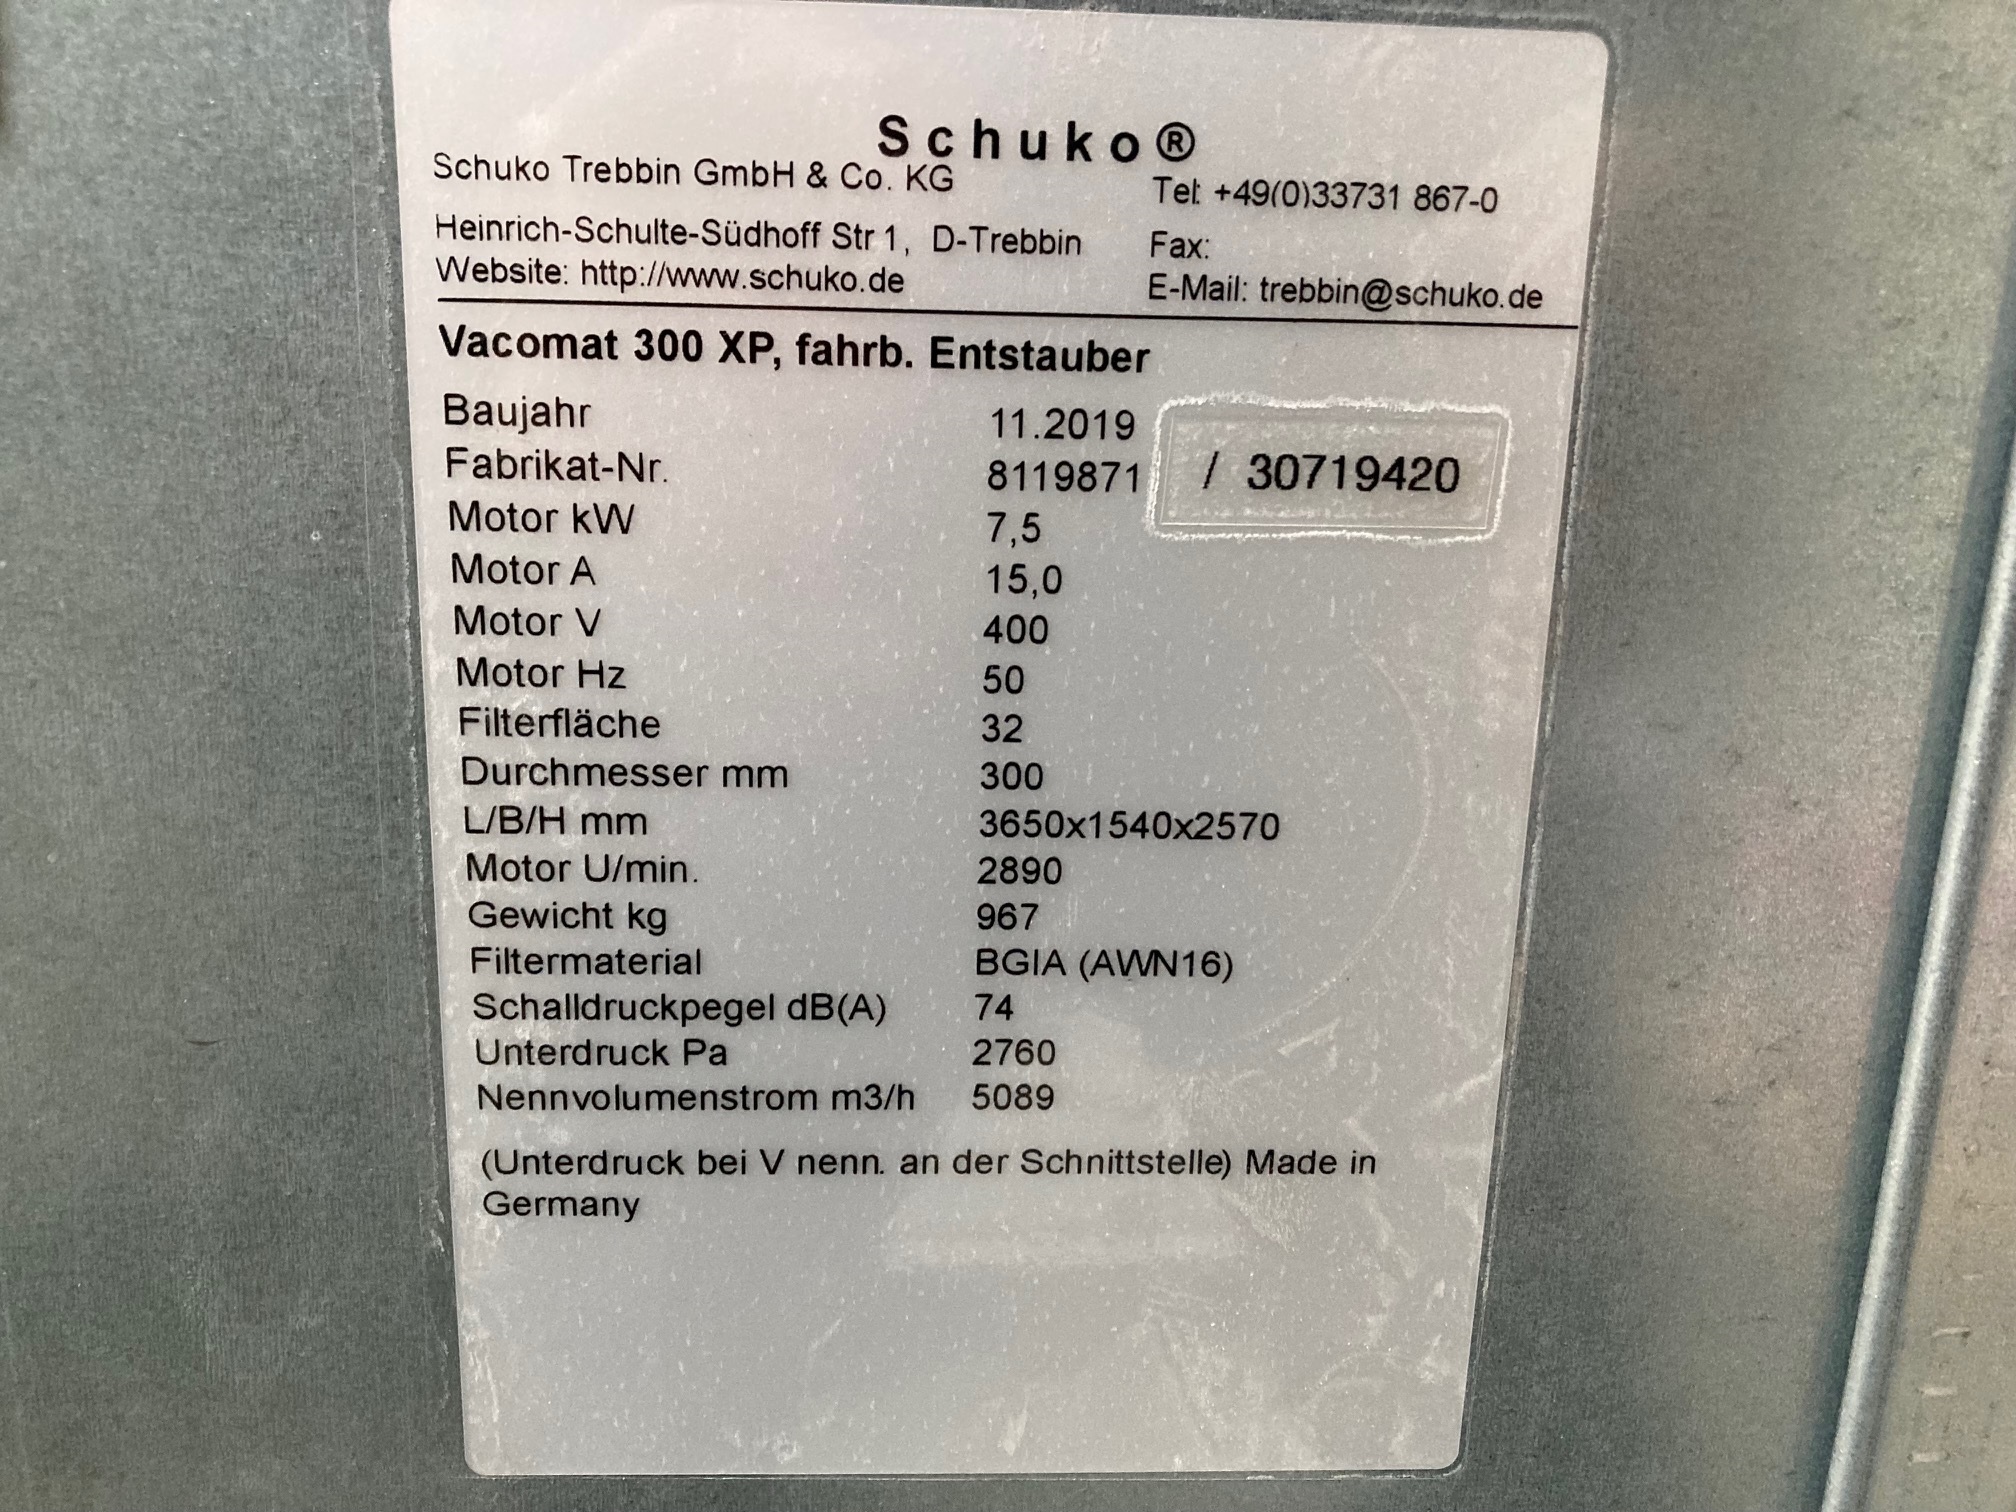 Schuko®
Schuko Trebbin GmbH & Co. KG
Tel: +49(0)33731 867-0
Heinrich-Schulte-Südhoff Str 1, D-Trebbin
Fax:
Website: http://www.schuko.de
E-Mail: trebbin@schuko.de
Vacomat 300 XP, fahrb. Entstauber
Baujahr 11.2019
Fabrikat-Nr. 8119871 / 30719420
Motor kW 7,5
Motor A 15,0
Motor V 400
Motor Hz 50
Filterfläche 32
Durchmesser mm 300
L/B/H mm 3650x1540x2570
Motor U/min. 2890
Gewicht kg 967
Filtermaterial BGIA (AWN16)
Schalldruckpegel dB(A) 74
Unterdruck Pa 2760
Nennvolumenstrom m3/h 5089
(Unterdruck bei V nenn. an der Schnittstelle) Made in
Germany